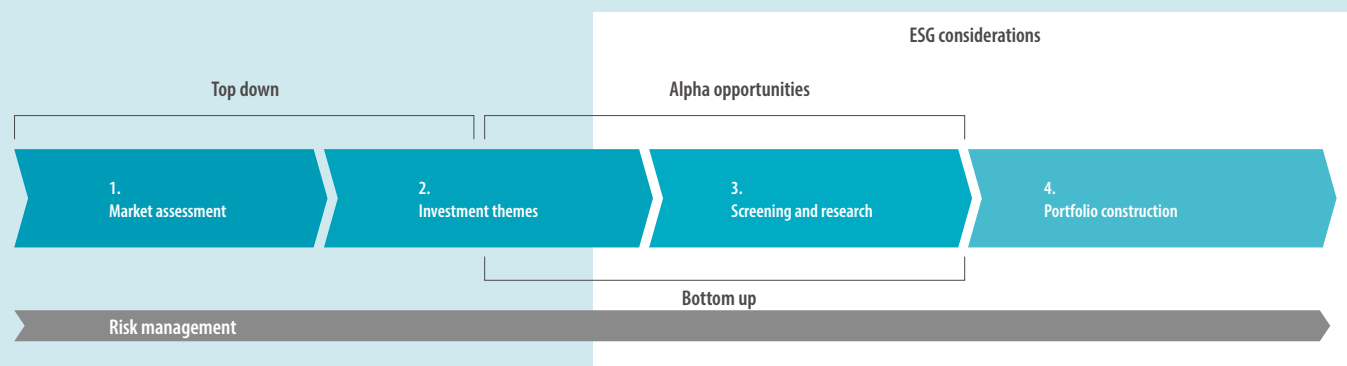 ESG considerations
Top down
Alpha opportunities
1.
Market assessment
2.
Investment themes
3.
Screening and research
4.
Portfolio construction
Bottom up
Risk management